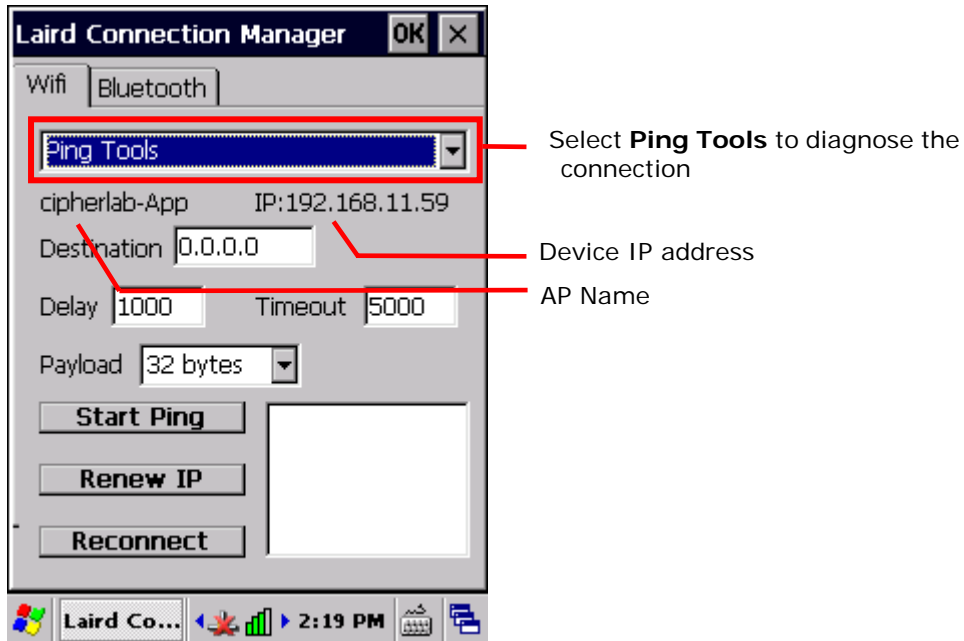 Laird Connection Manager OK ×
Wifi Bluetooth
Ping Tools
Select Ping Tools to diagnose the
connection
cipherlab-App IP:192.168.11.59
Destination 0.0.0.0
Device IP address
AP Name
Delay 1000 Timeout 5000
Payload 32 bytes
Start Ping
Renew IP
Reconnect
Laird Co... 2:19 PM